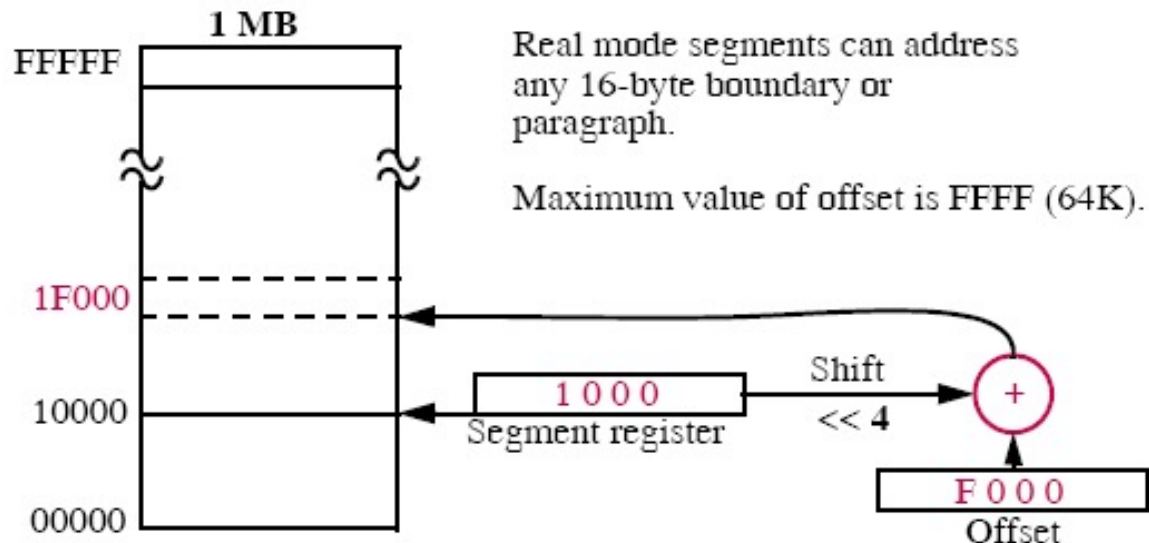 1 MB
FFFFF
Real mode segments can address
any 16-byte boundary or
paragraph.
Maximum value of offset is FFFF (64K).
1F000
10000
1 0 0 0
Segment register
Shift
<< 4
+
F 0 0 0
Offset
00000